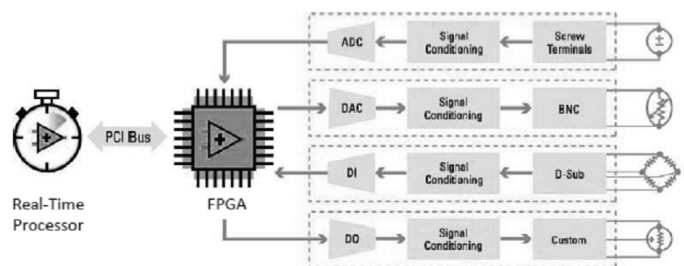 ADC
Signal
Conditioning
Screw
Terminals
DAC
Signal
Conditioning
BNC
PCI Bus
DI
Signal
Conditioning
D-Sub
Real-Time
Processor
FPGA
DO
Signal
Conditioning
Custom